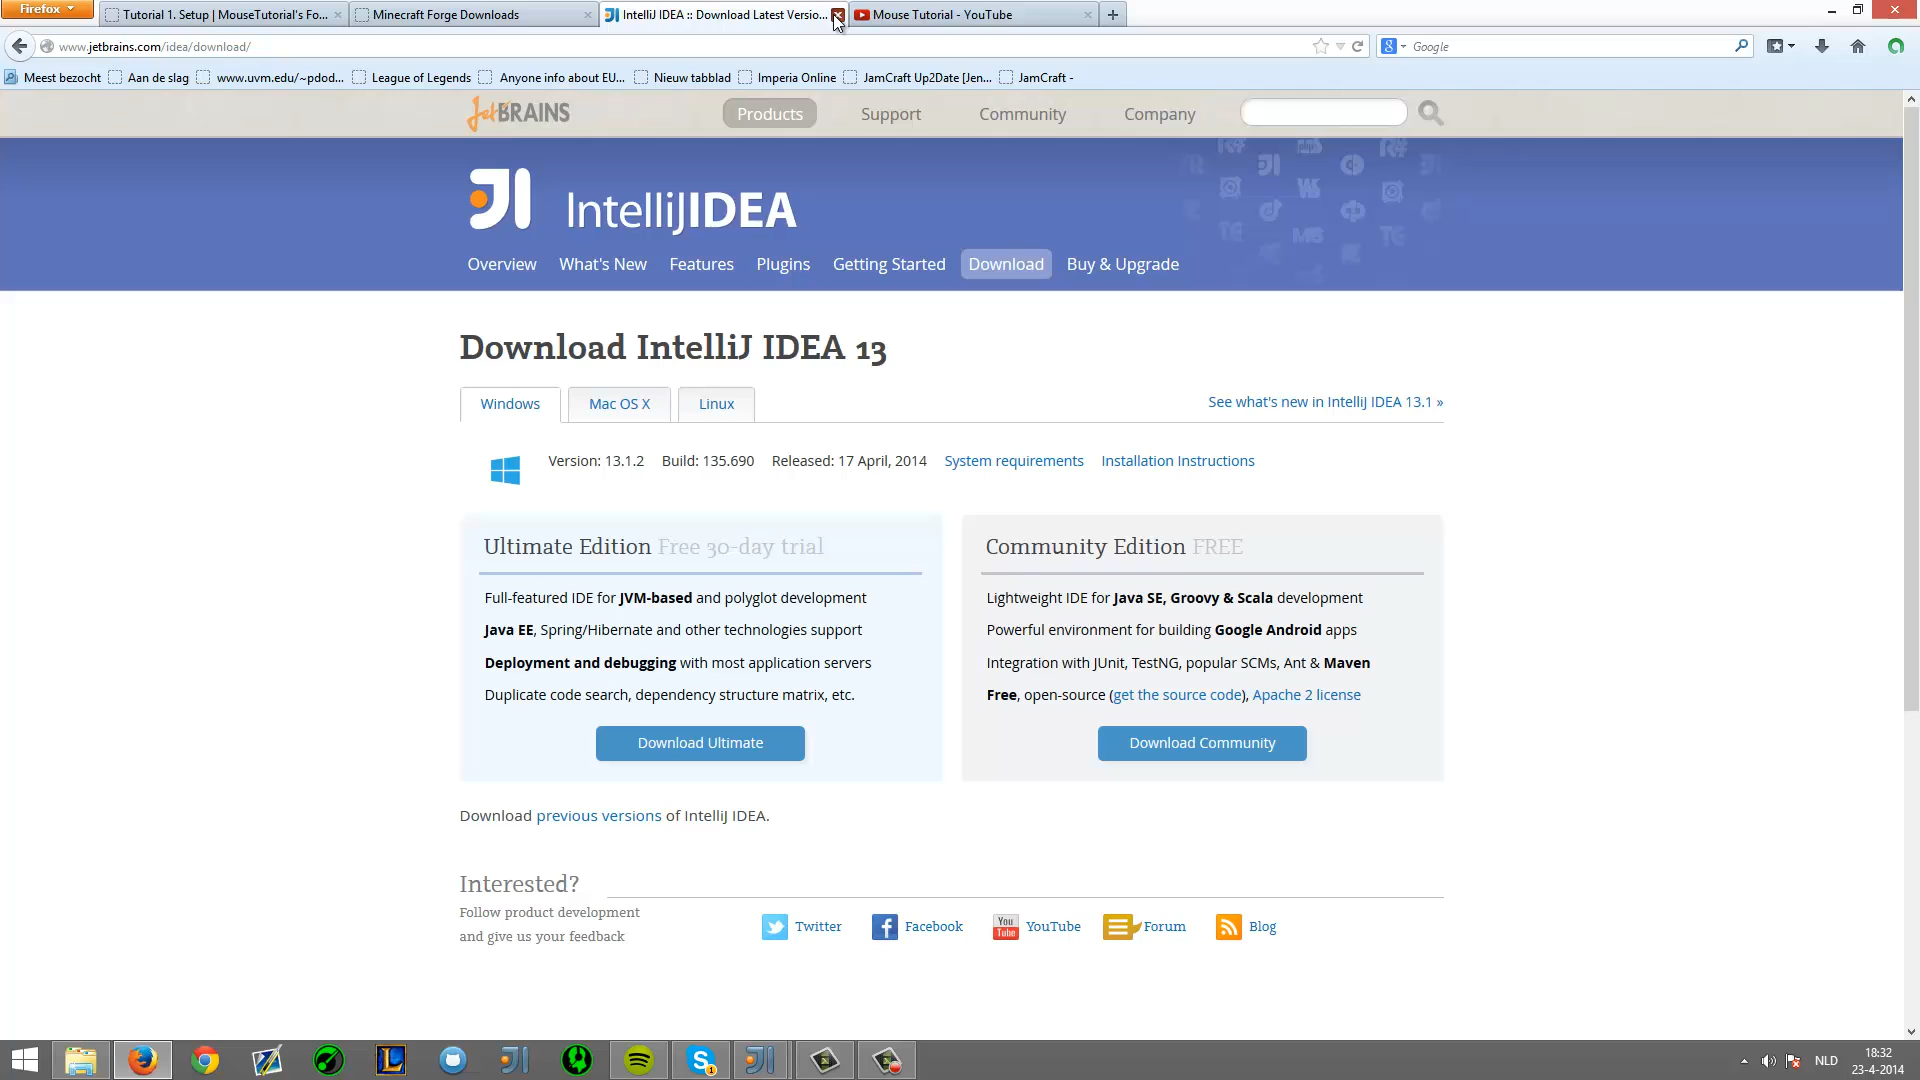 Firefox
Tutorial 1. Setup | MouseTutorial's Fo...
Minecraft Forge Downloads
IntelliJ IDEA :: Download Latest Versio...
Mouse Tutorial - YouTube
www.jetbrains.com/idea/download/
Google
Meest bezocht
Aan de slag
www.uvm.edu/~pdod...
League of Legends
Anyone info about EU...
Nieuw tabblad
Imperia Online
JamCraft Up2Date [Jen...
JamCraft -
JetBRAINS
Products
Support
Community
Company
IntelliJIDEA
Overview
What's New
Features
Plugins
Getting Started
Download
Buy & Upgrade
Download IntelliJ IDEA 13
Windows
Mac OS X
Linux
See what's new in IntelliJ IDEA 13.1 »
Version: 13.1.2 Build: 135.690 Released: 17 April, 2014 System requirements Installation Instructions
Ultimate Edition Free 30-day trial
Full-featured IDE for JVM-based and polyglot development
Java EE, Spring/Hibernate and other technologies support
Deployment and debugging with most application servers
Duplicate code search, dependency structure matrix, etc.
Download Ultimate
Community Edition FREE
Lightweight IDE for Java SE, Groovy & Scala development
Powerful environment for building Google Android apps
Integration with JUnit, TestNG, popular SCMs, Ant & Maven
Free, open-source (get the source code), Apache 2 license
Download Community
Download previous versions of IntelliJ IDEA.
Interested?
Follow product development
and give us your feedback
Twitter
Facebook
You Tube
YouTube
Forum
Blog
NLD
18:32
23-4-2014